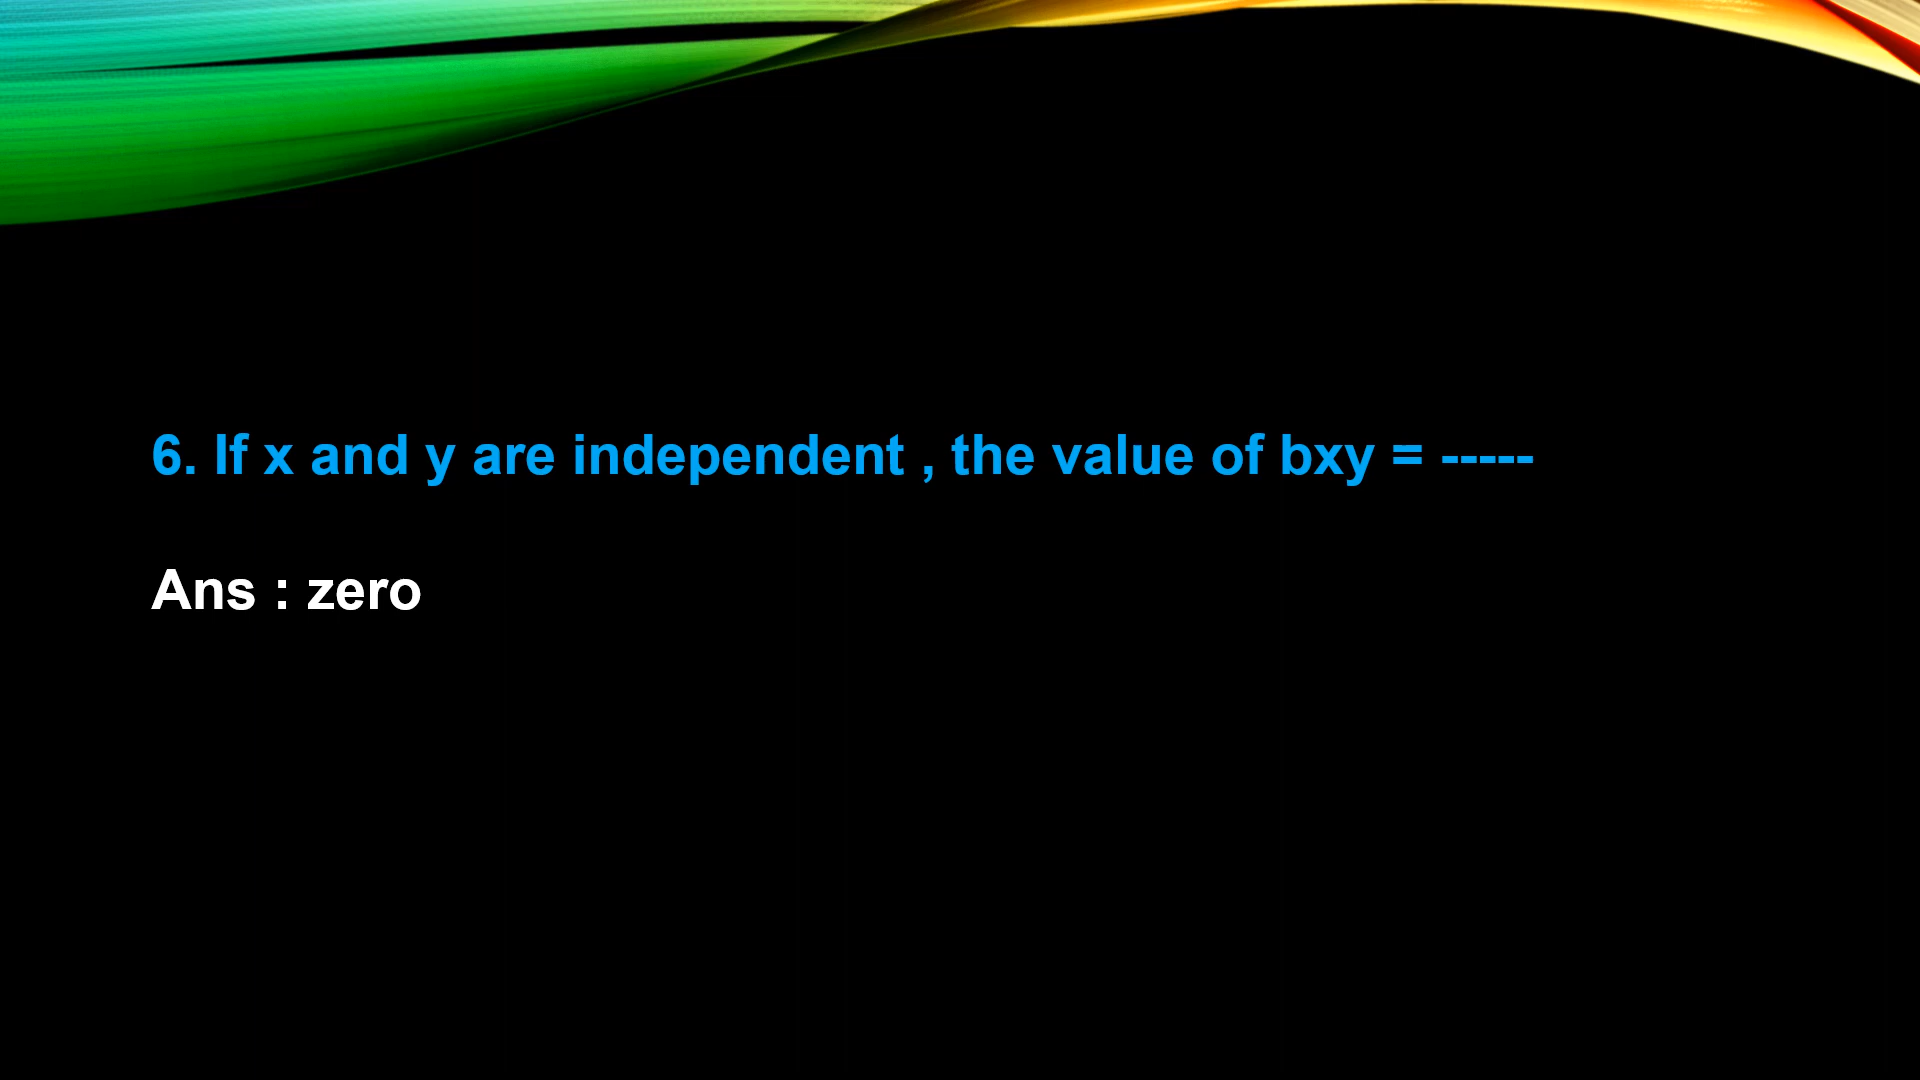 6. If x and y are independent , the value of bxy = -----
Ans : zero